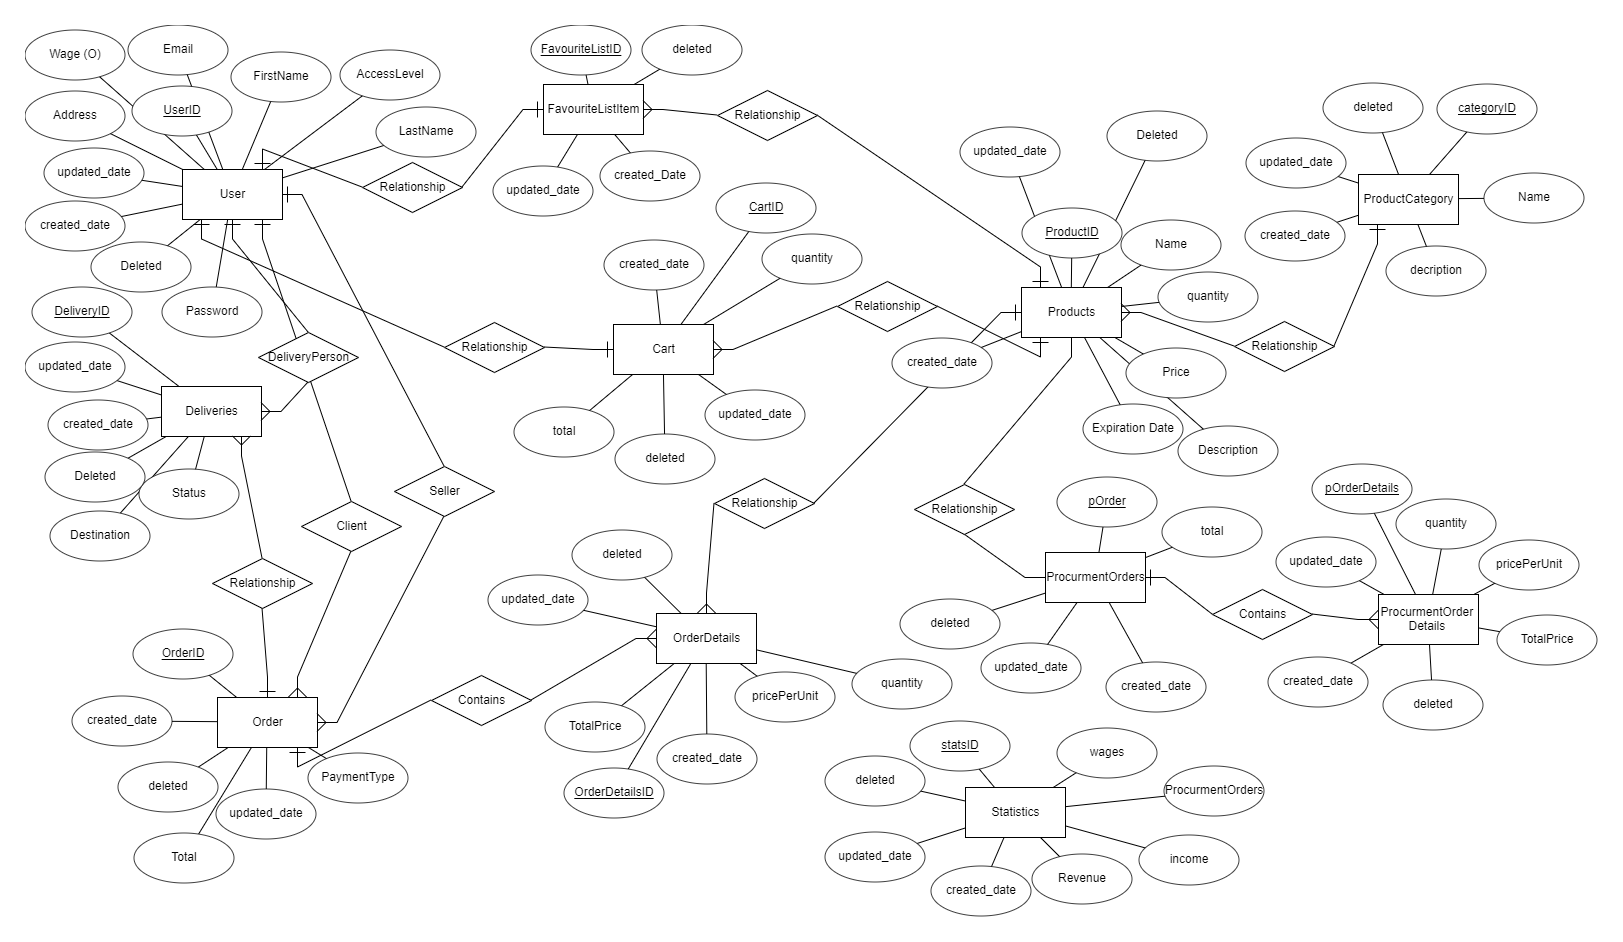 Wage (O)
Email
FirstName
AccessLevel
Address
UserID
LastName
updated_date
User
created_date
Deleted
Password
Relationship
FavouriteListID
deleted
FavouriteListItem
updated_date
created_Date
Relationship
CartID
created_date
quantity
Cart
total
deleted
updated_date
Relationship
Relationship
updated_date
Deleted
ProductID
Name
quantity
Products
created_date
Price
Expiration Date
Description
deleted
categoryID
updated_date
ProductCategory
Name
created_date
decription
Relationship
DeliveryID
updated_date
DeliveryPerson
created_date
Deliveries
Deleted
Status
Destination
Client
Seller
Relationship
OrderID
created_date
Order
deleted
updated_date
PaymentType
Total
Contains
Relationship
deleted
updated_date
OrderDetails
quantity
pricePerUnit
TotalPrice
created_date
OrderDetailsID
Relationship
pOrder
total
ProcurmentOrders
deleted
updated_date
created_date
Contains
pOrderDetails
quantity
updated_date
pricePerUnit
ProcurmentOrder
Details
TotalPrice
created_date
deleted
statsID
wages
deleted
ProcurmentOrders
Statistics
updated_date
income
created_date
Revenue